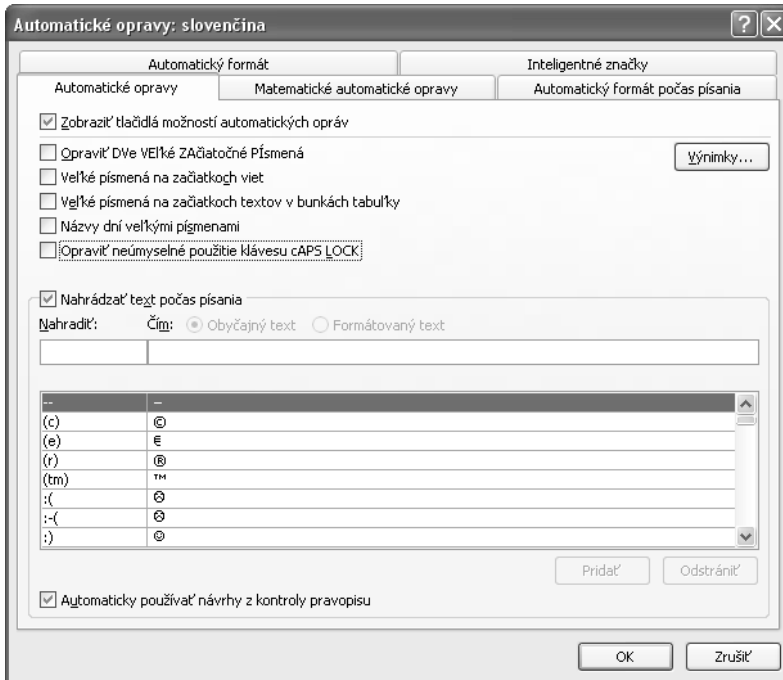 Automatické opravy: slovenčina
Automatický formát Inteligentné značky
Automatické opravy Matematické automatické opravy Automatický formát počas písania
Zobraziť tlačidlá možností automatických opráv
Opraviť DVe VEľké ZAčiatočné PÍsmená Výnimky...
Veľké písmená na začiatkoch viet
Veľké písmená na začiatkoch textov v bunkách tabuľky
Názvy dní veľkými písmenami
Opraviť neúmyselné použitie klávesu cAPS LOCK
Nahrádzať text počas písania
Nahradiť: Čím: Obyčajný text Formátovaný text
-- –
(c) ©
(e) €
(r) ®
(tm) ™
:( ☹
:-( ☹
:) ☺
Pridať Odstrániť
Automaticky používať návrhy z kontroly pravopisu
OK Zrušiť